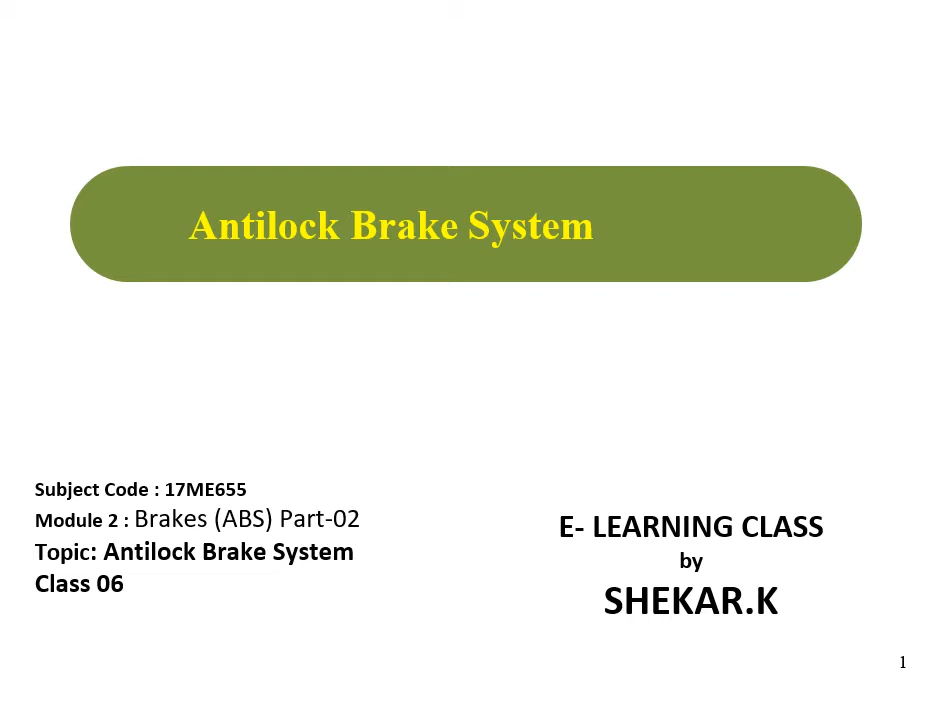 Antilock Brake System
Subject Code : 17ME655
Module 2 : Brakes (ABS) Part-02
Topic: Antilock Brake System
Class 06
E- LEARNING CLASS
by
SHEKAR.K
1